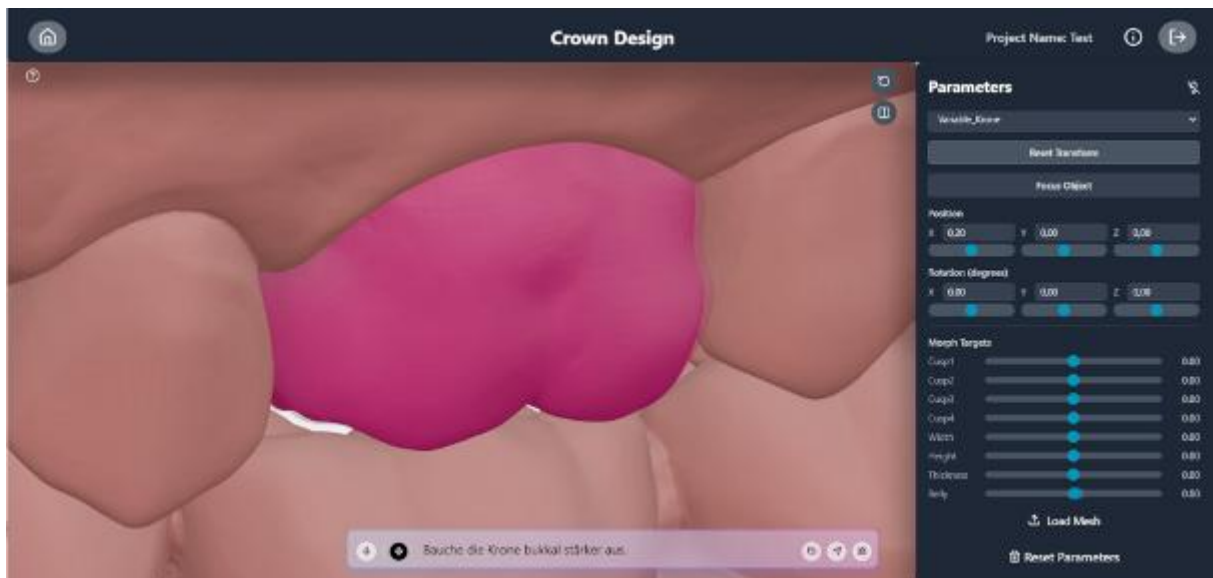 Crown Design
Project Name: Test
Parameters
Variable_Krone
Reset Transform
Focus Object
Position
X 0,20 Y 0,00 Z 0,00
Rotation (degrees)
X 0,00 Y 0,00 Z 0,00
Morph Targets
Cusp1 0.00
Cusp2 0.00
Cusp3 0.00
Cusp4 0.00
Width 0.00
Height 0.00
Thickness 0.00
Belly 0.00
Load Mesh
Reset Parameters
Bauche die Krone bukkal stärker aus.